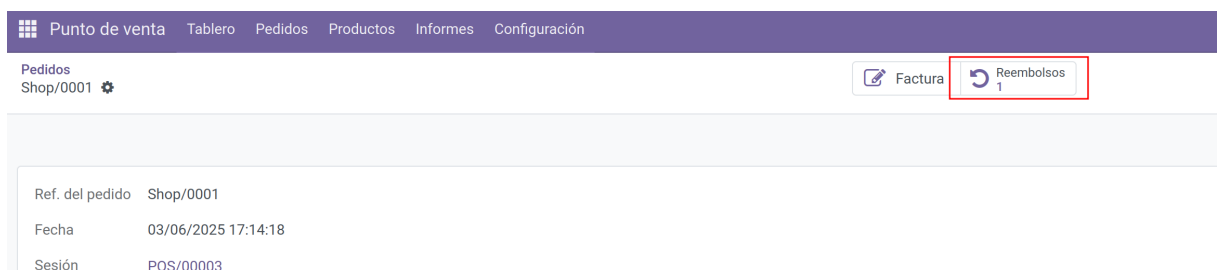 Punto de venta Tablero Pedidos Productos Informes Configuración
Pedidos
Shop/0001
Factura
Reembolsos
1
Ref. del pedido Shop/0001
Fecha 03/06/2025 17:14:18
Sesión POS/00003